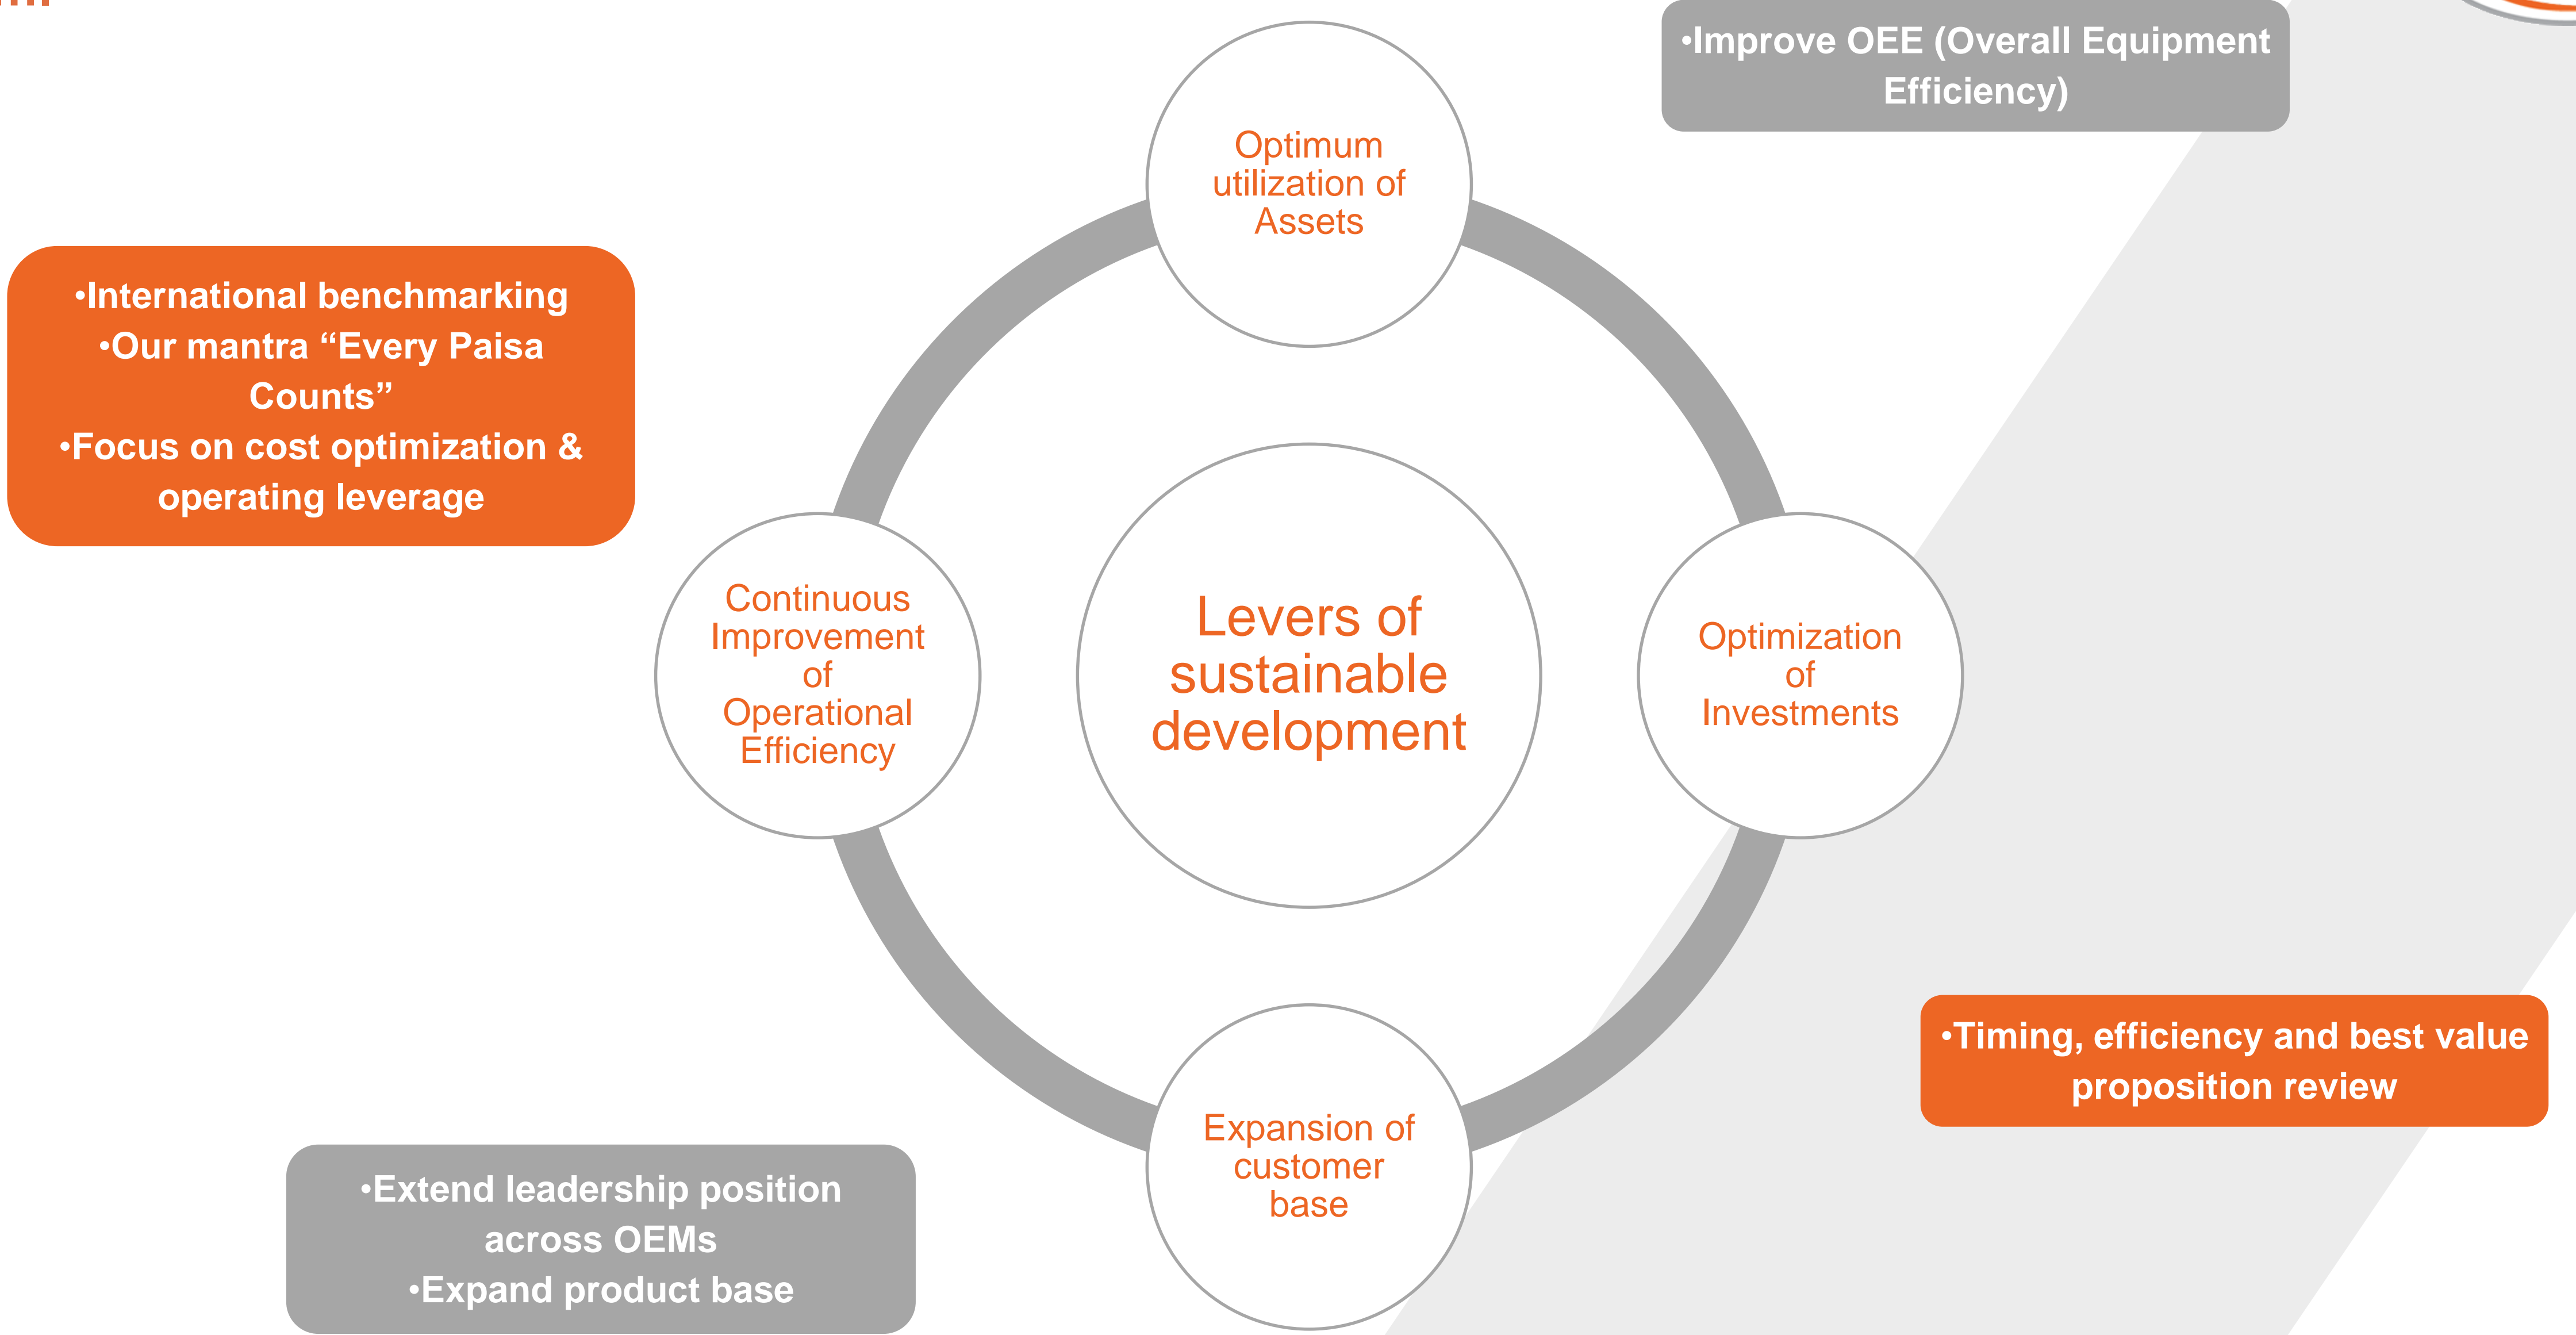 •Improve OEE (Overall Equipment
Efficiency)
Optimum
utilization of
Assets
•International benchmarking
•Our mantra “Every Paisa
Counts”
•Focus on cost optimization &
operating leverage
Continuous
Improvement
of
Operational
Efficiency
Levers of
sustainable
development
Optimization
of
Investments
•Timing, efficiency and best value
proposition review
Expansion of
customer
base
•Extend leadership position
across OEMs
•Expand product base